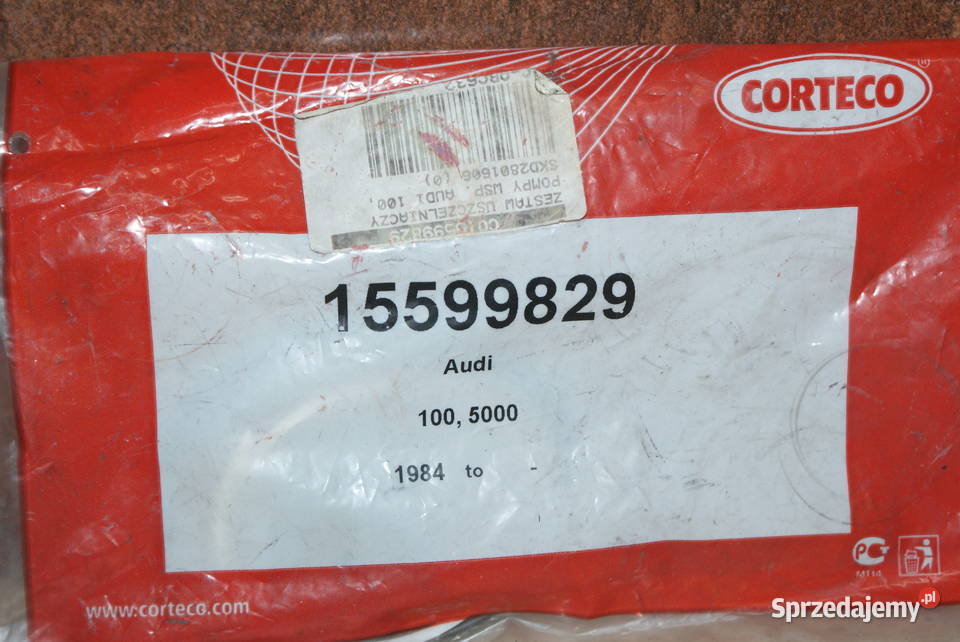 CORTECO
CO15599829
ZESTAW USZCZELNIACZY
POMPY WSP. AUDI 100,
SKD2801606 (0)
15599829
Audi
100, 5000
1984 to -
www.corteco.com
Sprzedajemy.pl